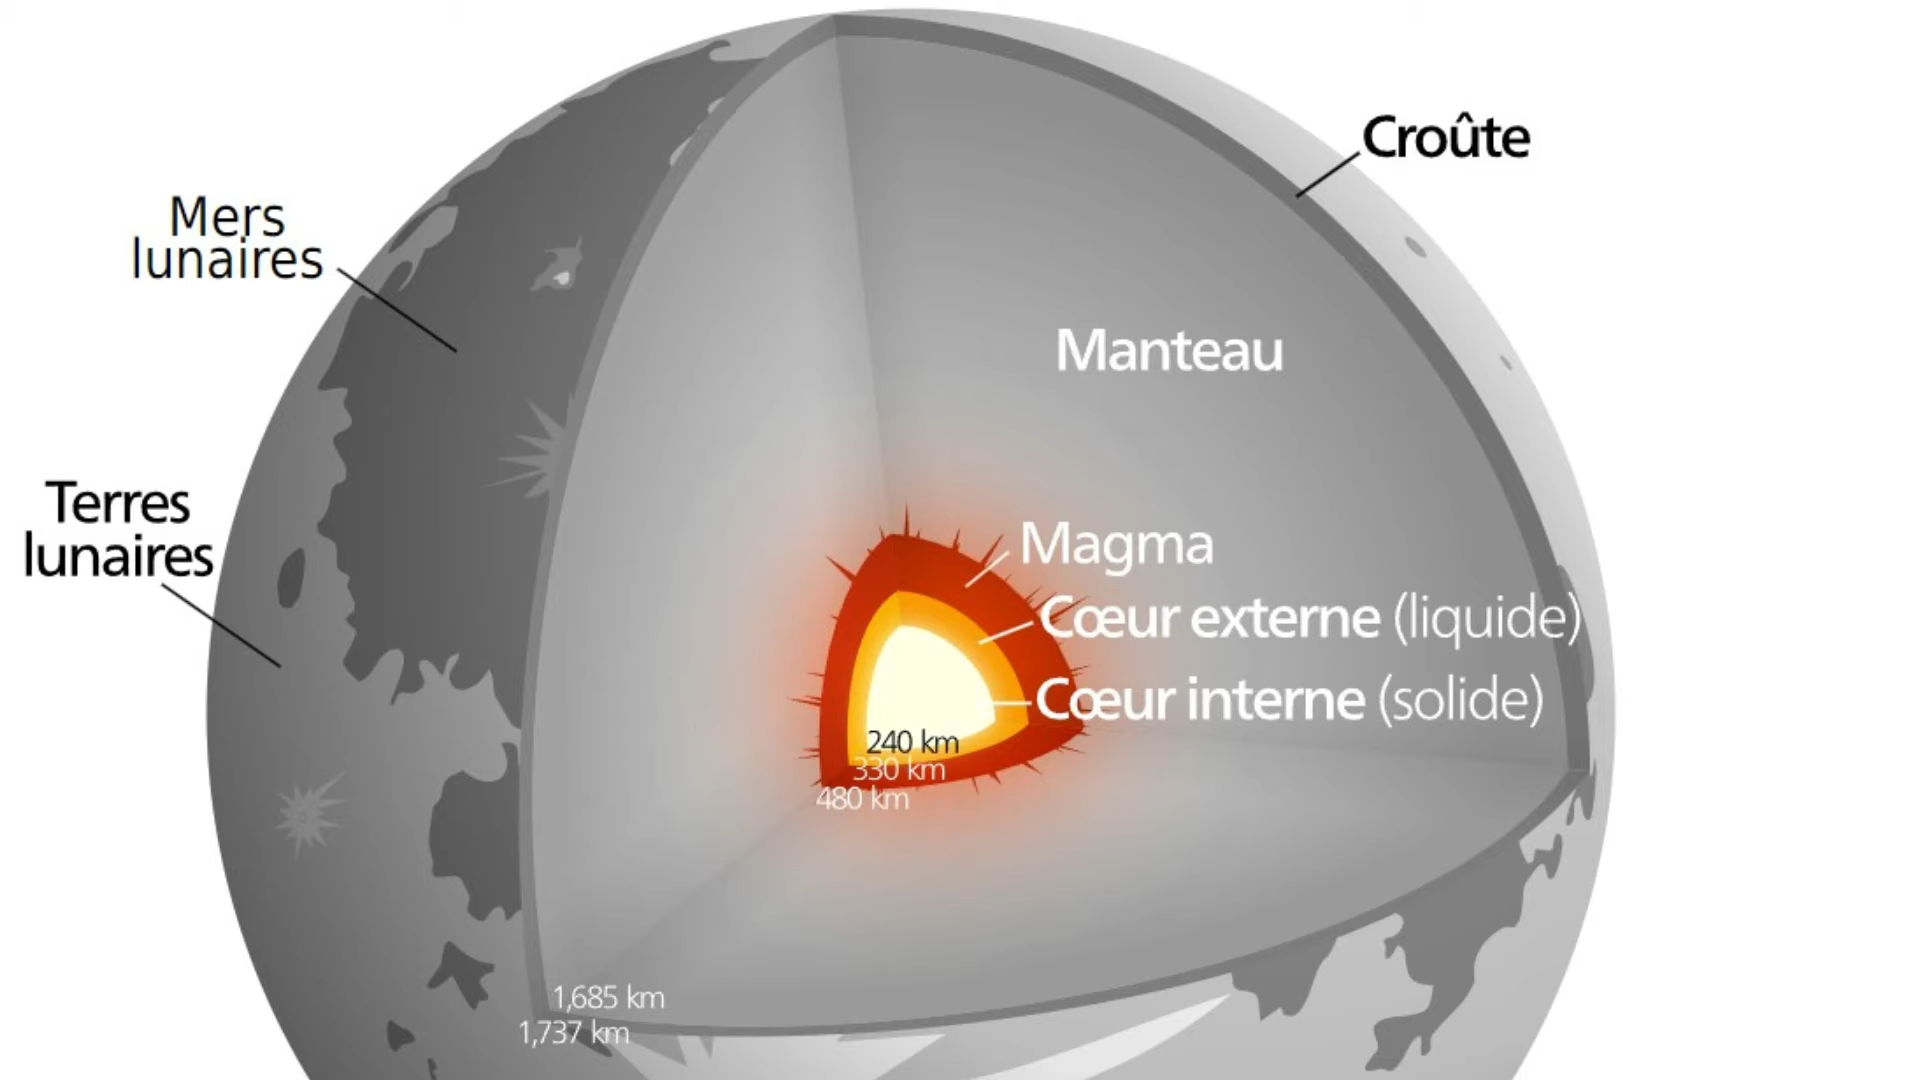 Croûte
Mers
lunaires
Manteau
Terres
lunaires
Magma
Cœur externe (liquide)
Cœur interne (solide)
240 km
330 km
480 km
1,685 km
1,737 km